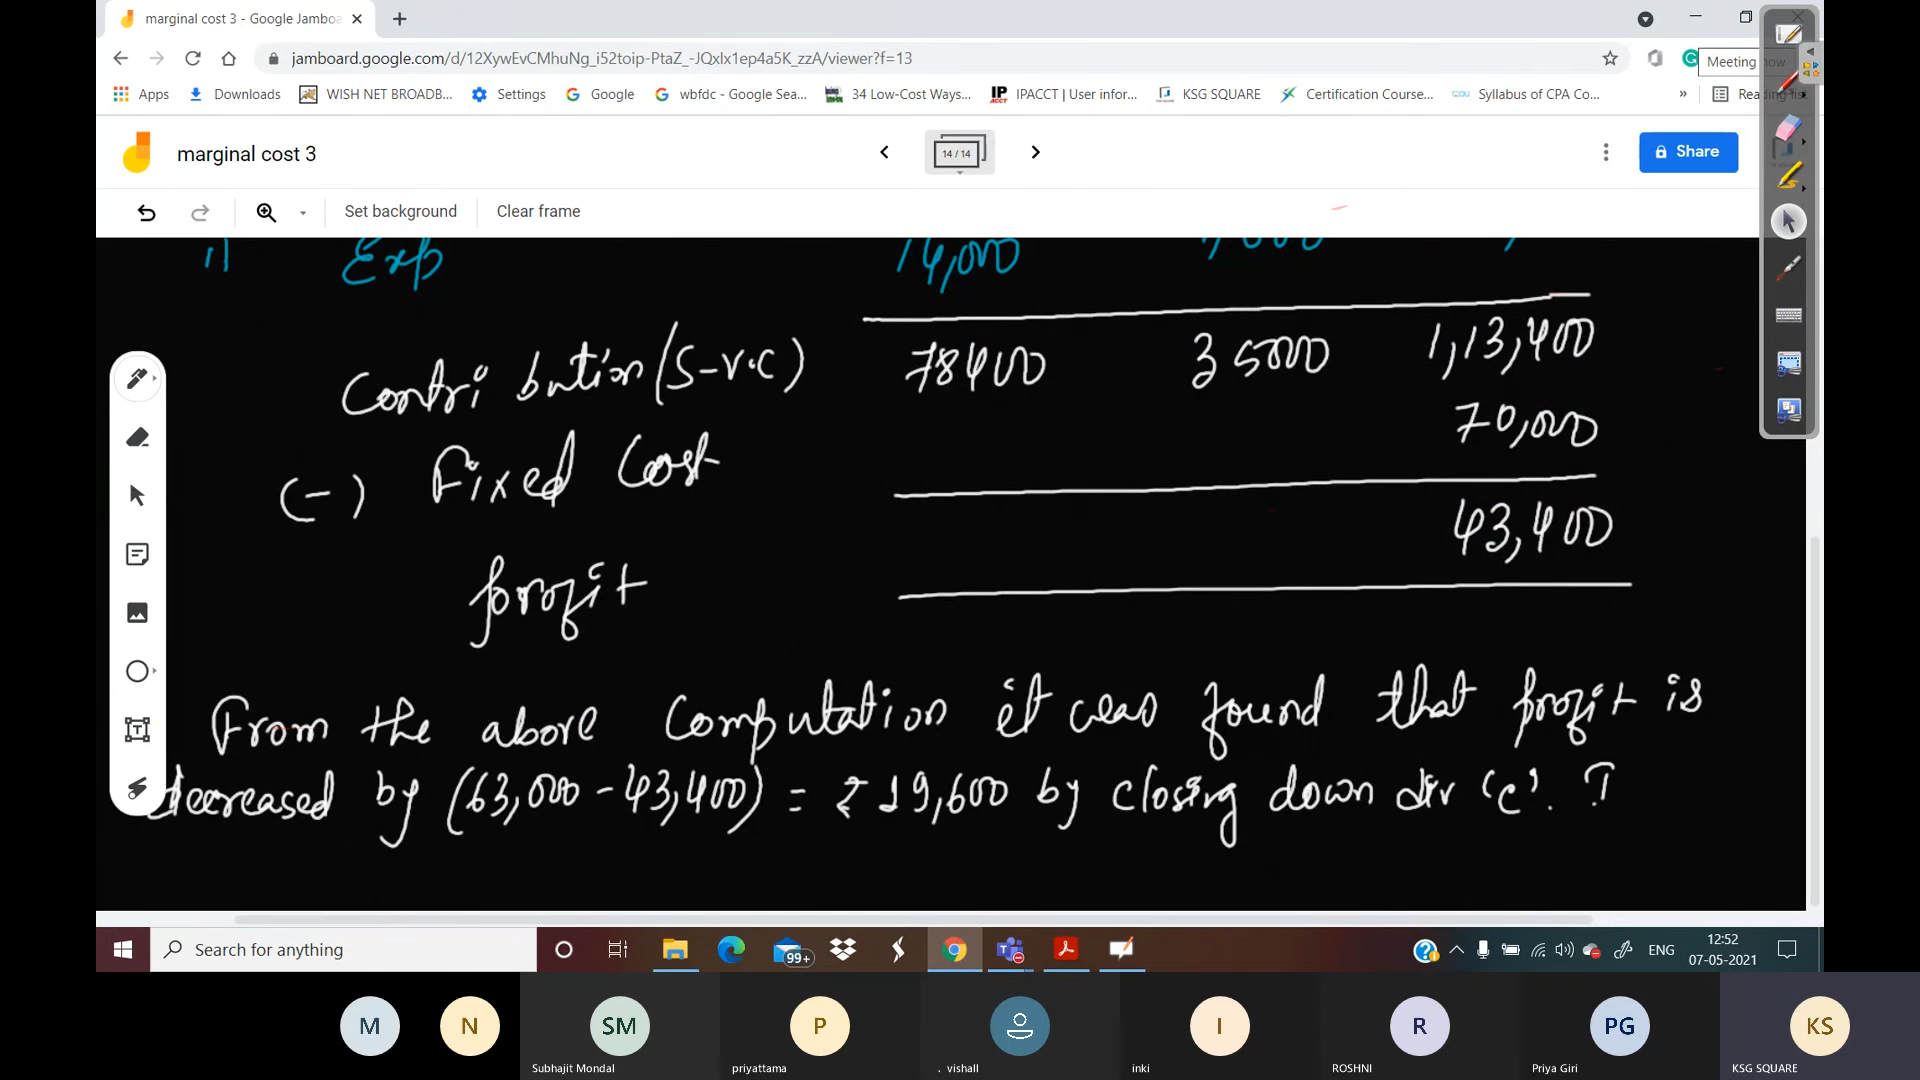 marginal cost 3 - Google Jamboa
jamboard.google.com/d/12XywEvCMhuNg_i52toip-PtaZ_-JQxlx1ep4a5K_zzA/viewer?f=13
Meeting now
Apps Downloads WISH NET BROADB... Settings Google wbfdc - Google Sea... 34 Low-Cost Ways... IPACCT | User infor... KSG SQUARE Certification Course... Syllabus of CPA Co... » Reading list
marginal cost 3
14 / 14
Share
Set background Clear frame
11 Exp 14,000
Contribution (S-V.C) 78400 35000 1,13,400
(-) Fixed Cost 70,000
43,400
profit
From the above computation it was found that profit is
decreased by (63,000 - 43,400) = ₹ 19,600 by closing down div 'c'. T
Search for anything
99+
ENG
12:52
07-05-2021
M N SM P I R PG KS
Subhajit Mondal priyattama . vishall inki ROSHNI Priya Giri KSG SQUARE